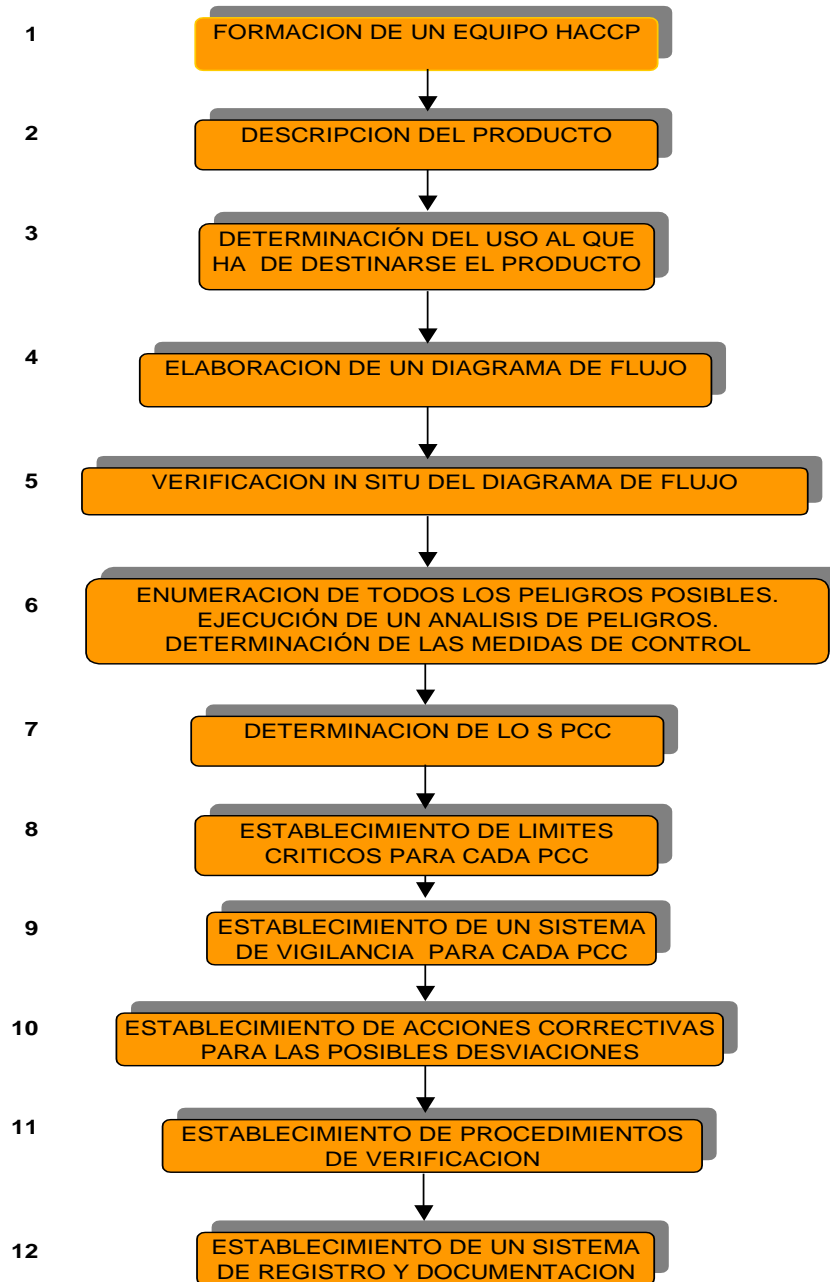 1 FORMACION DE UN EQUIPO HACCP
2 DESCRIPCION DEL PRODUCTO
3 DETERMINACIÓN DEL USO AL QUE
HA DE DESTINARSE EL PRODUCTO
4 ELABORACION DE UN DIAGRAMA DE FLUJO
5 VERIFICACION IN SITU DEL DIAGRAMA DE FLUJO
6 ENUMERACION DE TODOS LOS PELIGROS POSIBLES.
EJECUCIÓN DE UN ANALISIS DE PELIGROS.
DETERMINACIÓN DE LAS MEDIDAS DE CONTROL
7 DETERMINACION DE LO S PCC
8 ESTABLECIMIENTO DE LIMITES
CRITICOS PARA CADA PCC
9 ESTABLECIMIENTO DE UN SISTEMA
DE VIGILANCIA PARA CADA PCC
10 ESTABLECIMIENTO DE ACCIONES CORRECTIVAS
PARA LAS POSIBLES DESVIACIONES
11 ESTABLECIMIENTO DE PROCEDIMIENTOS
DE VERIFICACION
12 ESTABLECIMIENTO DE UN SISTEMA
DE REGISTRO Y DOCUMENTACION